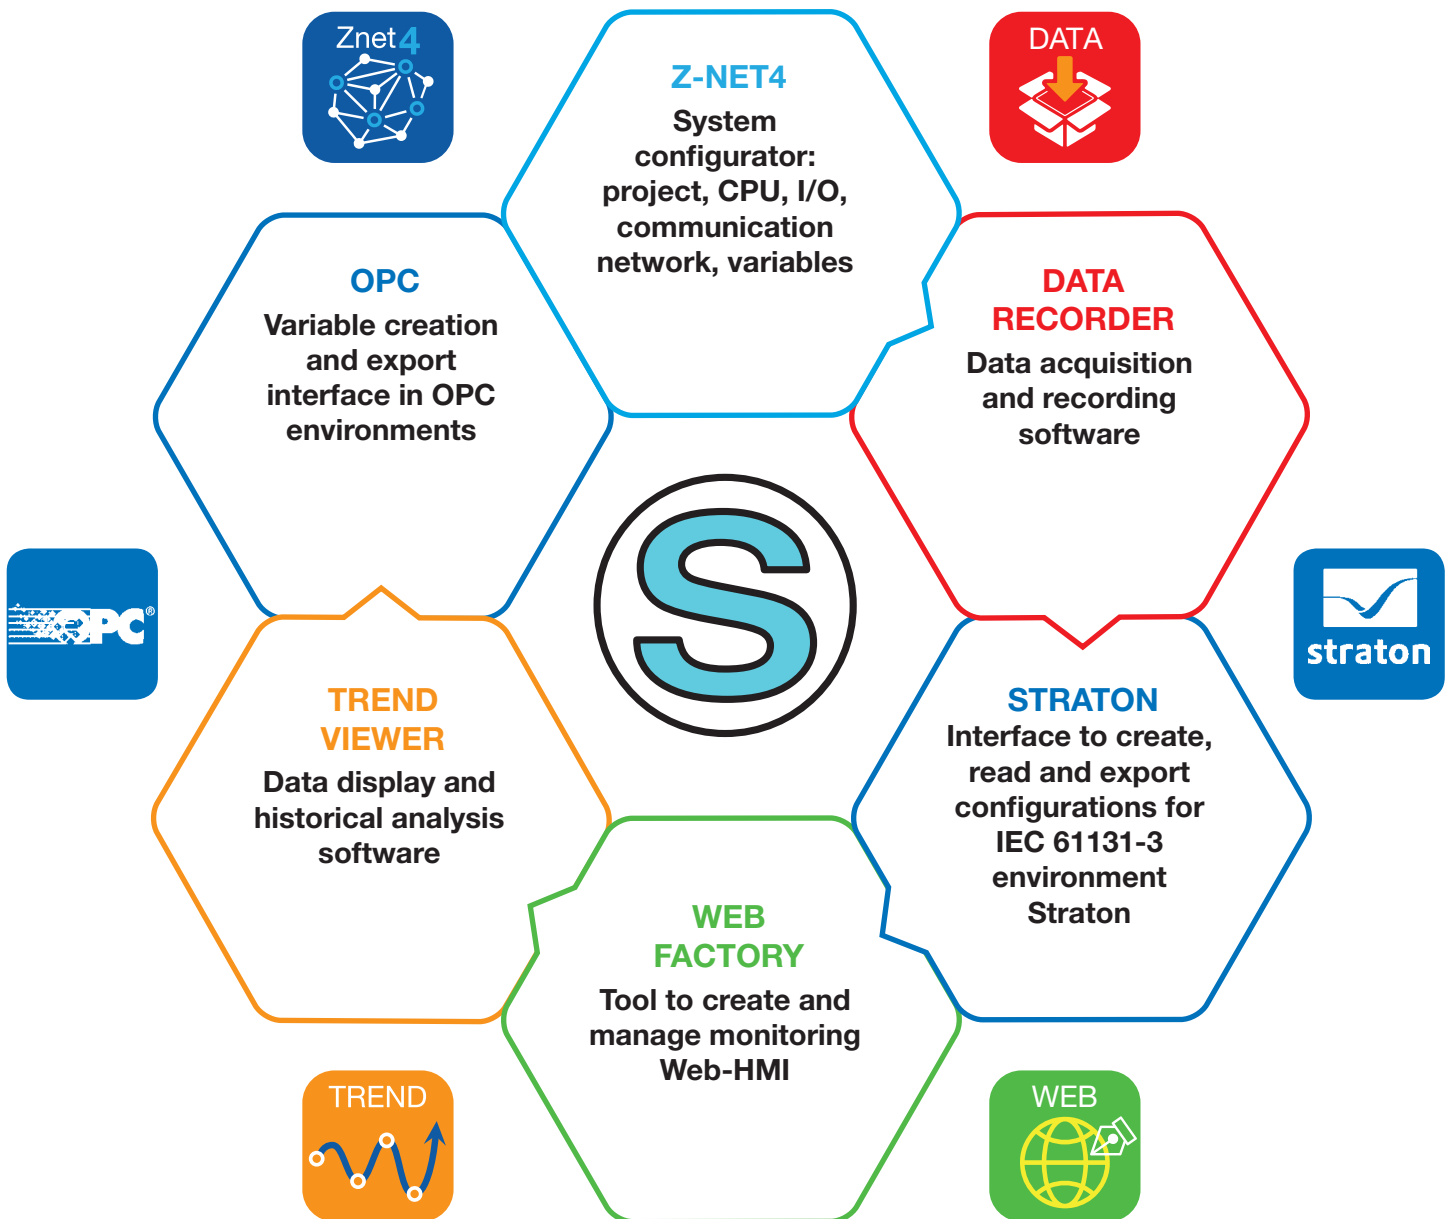 Znet4
Z-NET4
System
configurator:
project, CPU, I/O,
communication
network, variables
DATA
OPC
Variable creation
and export
interface in OPC
environments
DATA
RECORDER
Data acquisition
and recording
software
S
OPC®
straton
TREND
VIEWER
Data display and
historical analysis
software
STRATON
Interface to create,
read and export
configurations for
IEC 61131-3
environment
Straton
WEB
FACTORY
Tool to create and
manage monitoring
Web-HMI
TREND
WEB